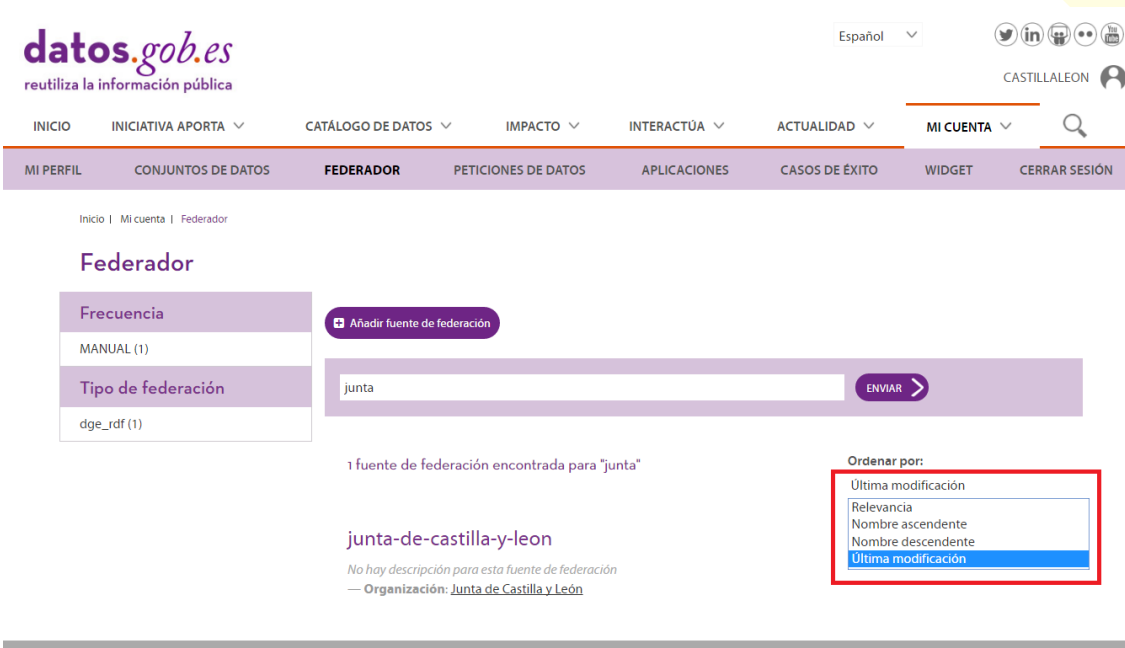 datos.gob.es
reutiliza la información pública
Español
You Tube
CASTILLALEON
INICIO INICIATIVA APORTA CATÁLOGO DE DATOS IMPACTO INTERACTÚA ACTUALIDAD MI CUENTA
MI PERFIL CONJUNTOS DE DATOS FEDERADOR PETICIONES DE DATOS APLICACIONES CASOS DE ÉXITO WIDGET CERRAR SESIÓN
Inicio | Mi cuenta | Federador
Federador
Frecuencia
MANUAL (1)
Tipo de federación
dge_rdf (1)
Añadir fuente de federación
junta
ENVIAR
1 fuente de federación encontrada para "junta"
Ordenar por:
Última modificación
Relevancia
Nombre ascendente
Nombre descendente
Última modificación
junta-de-castilla-y-leon
No hay descripción para esta fuente de federación
— Organización: Junta de Castilla y León